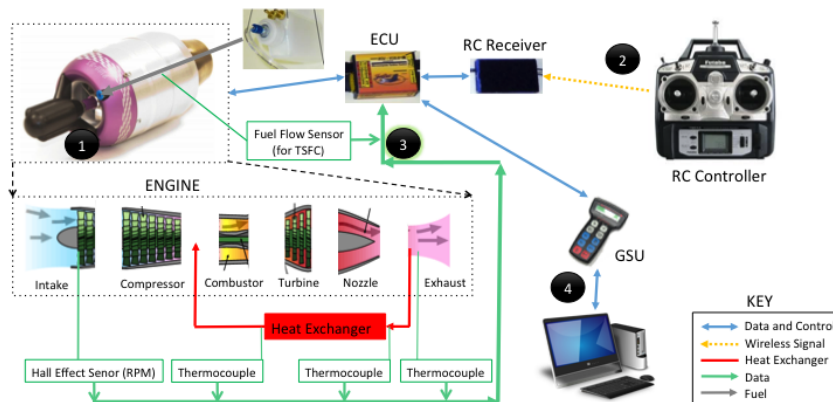 ECU
RC Receiver
2
1
Fuel Flow Sensor
(for TSFC)
3
RC Controller
ENGINE
GSU
4
Intake
Compressor
Combustor
Turbine
Nozzle
Exhaust
Heat Exchanger
Hall Effect Senor (RPM)
Thermocouple
Thermocouple
Thermocouple
KEY
Data and Control
Wireless Signal
Heat Exchanger
Data
Fuel